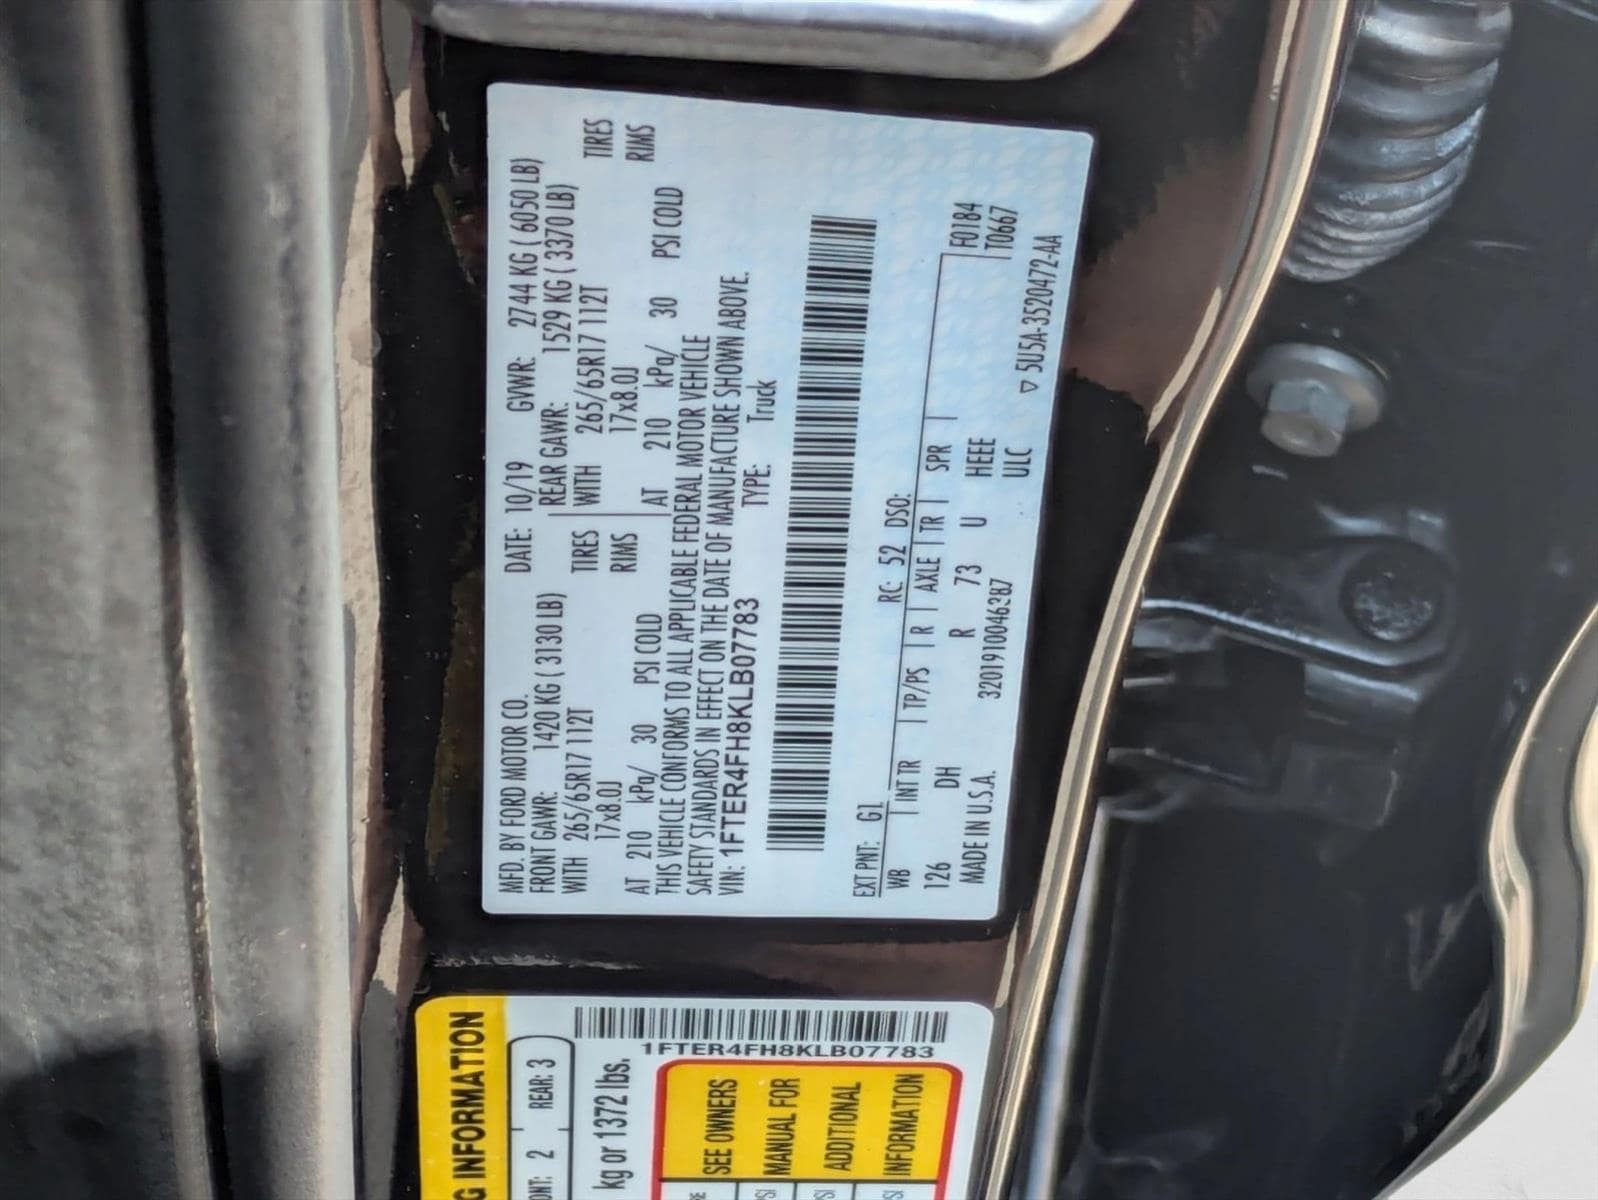 MFD. BY FORD MOTOR CO. DATE: 10/19 GVWR: 2744 KG ( 6050 LB)
FRONT GAWR: 1420 KG ( 3130 LB) REAR GAWR: 1529 KG ( 3370 LB)
WITH 265/65R17 112T TIRES WITH 265/65R17 112T TIRES
17x8.0J RIMS 17x8.0J RIMS
AT 210 kPa/ 30 PSI COLD AT 210 kPa/ 30 PSI COLD
THIS VEHICLE CONFORMS TO ALL APPLICABLE FEDERAL MOTOR VEHICLE
SAFETY STANDARDS IN EFFECT ON THE DATE OF MANUFACTURE SHOWN ABOVE.
VIN: 1FTER4FH8KLB07783 TYPE: Truck
EXT PNT: G1 RC: 52 DSO:
WB INT TR TP/PS R AXLE TR SPR F0184
126 DH R 73 U HEEE T0667
MADE IN U.S.A. 3201910046387 ULC
5U5A-3520472-AA
INFORMATION
2 REAR: 3
kg or 1372 lbs.
1FTER4FH8KLB07783
SEE OWNERS
MANUAL FOR
ADDITIONAL
INFORMATION